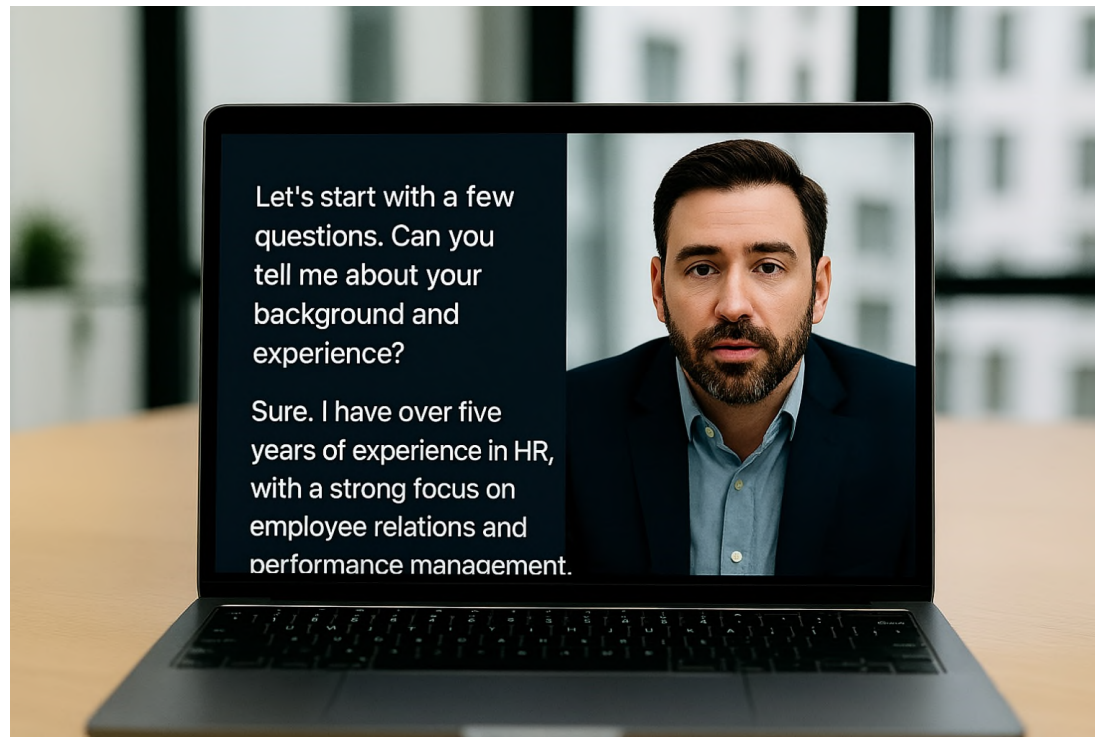 Let's start with a few
questions. Can you
tell me about your
background and
experience?
Sure. I have over five
years of experience in HR,
with a strong focus on
employee relations and
performance management.